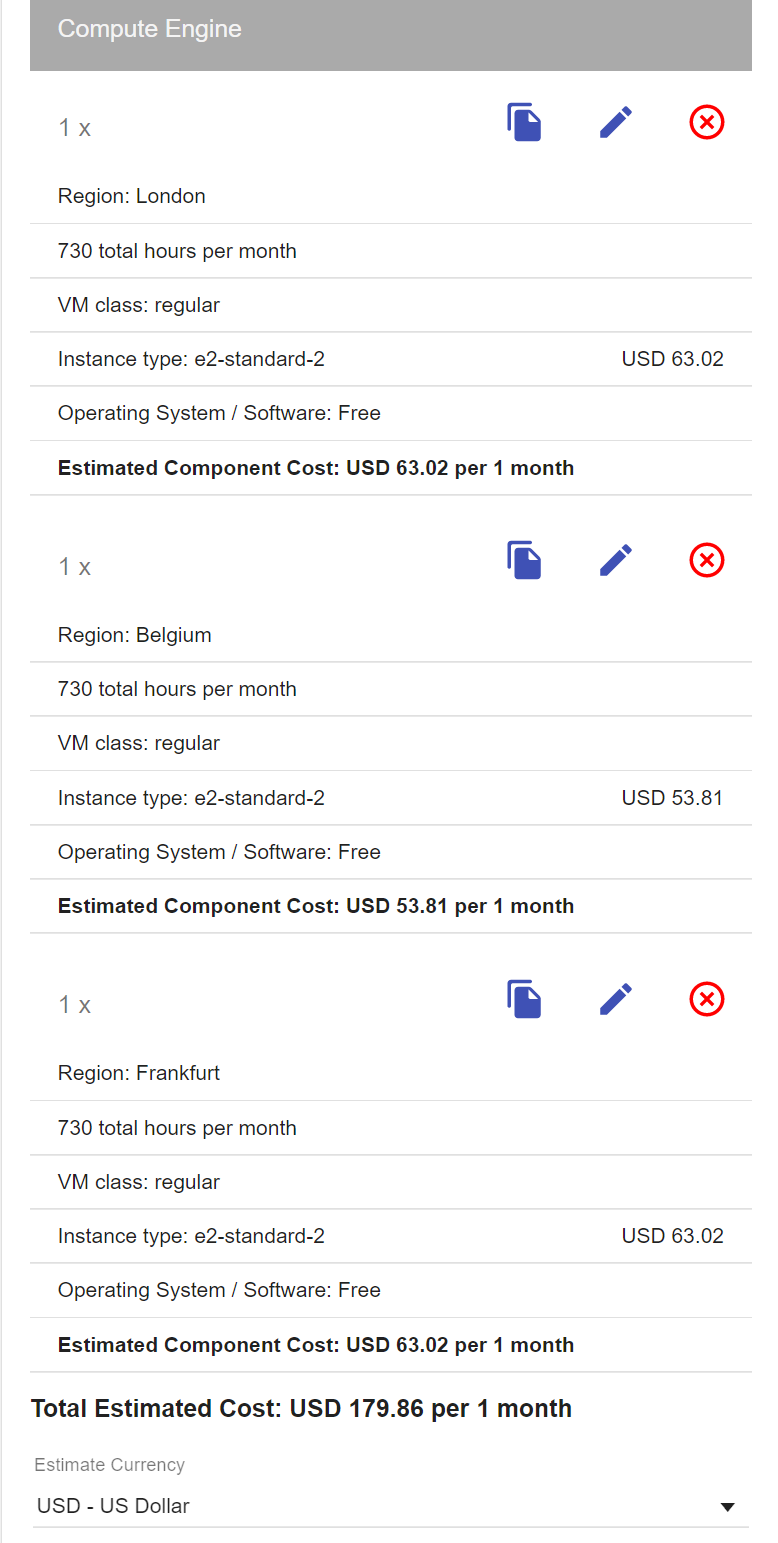 Compute Engine
1 x
Region: London
730 total hours per month
VM class: regular
Instance type: e2-standard-2 USD 63.02
Operating System / Software: Free
Estimated Component Cost: USD 63.02 per 1 month
1 x
Region: Belgium
730 total hours per month
VM class: regular
Instance type: e2-standard-2 USD 53.81
Operating System / Software: Free
Estimated Component Cost: USD 53.81 per 1 month
1 x
Region: Frankfurt
730 total hours per month
VM class: regular
Instance type: e2-standard-2 USD 63.02
Operating System / Software: Free
Estimated Component Cost: USD 63.02 per 1 month
Total Estimated Cost: USD 179.86 per 1 month
Estimate Currency
USD - US Dollar